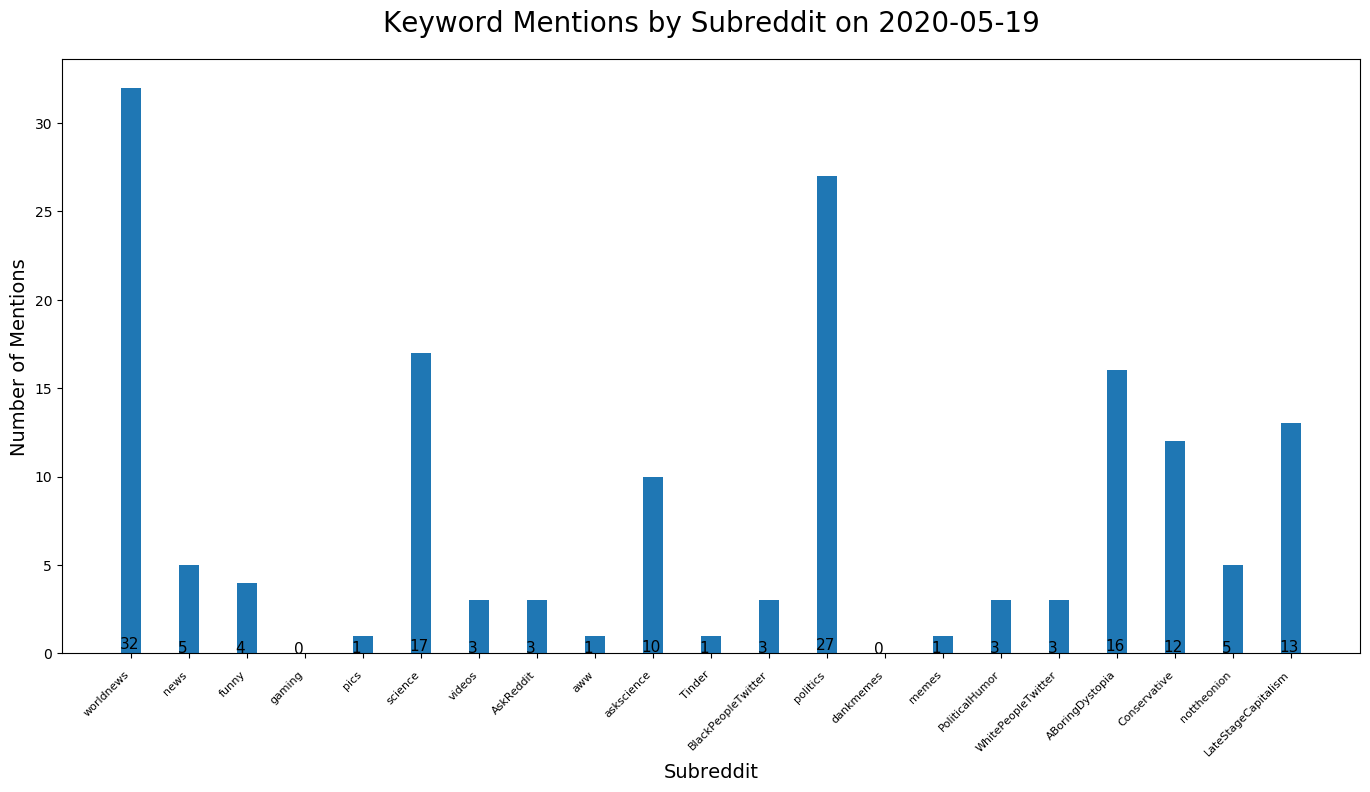 Keyword Mentions by Subreddit on 2020-05-19
Number of Mentions
30
25
20
15
10
5
0
32
5
4
0
1
17
3
3
1
10
1
3
27
0
1
3
3
16
12
5
13
worldnews
news
funny
gaming
pics
science
videos
AskReddit
aww
askscience
Tinder
BlackPeopleTwitter
politics
dankmemes
memes
PoliticalHumor
WhitePeopleTwitter
ABoringDystopia
Conservative
nottheonion
LateStageCapitalism
Subreddit